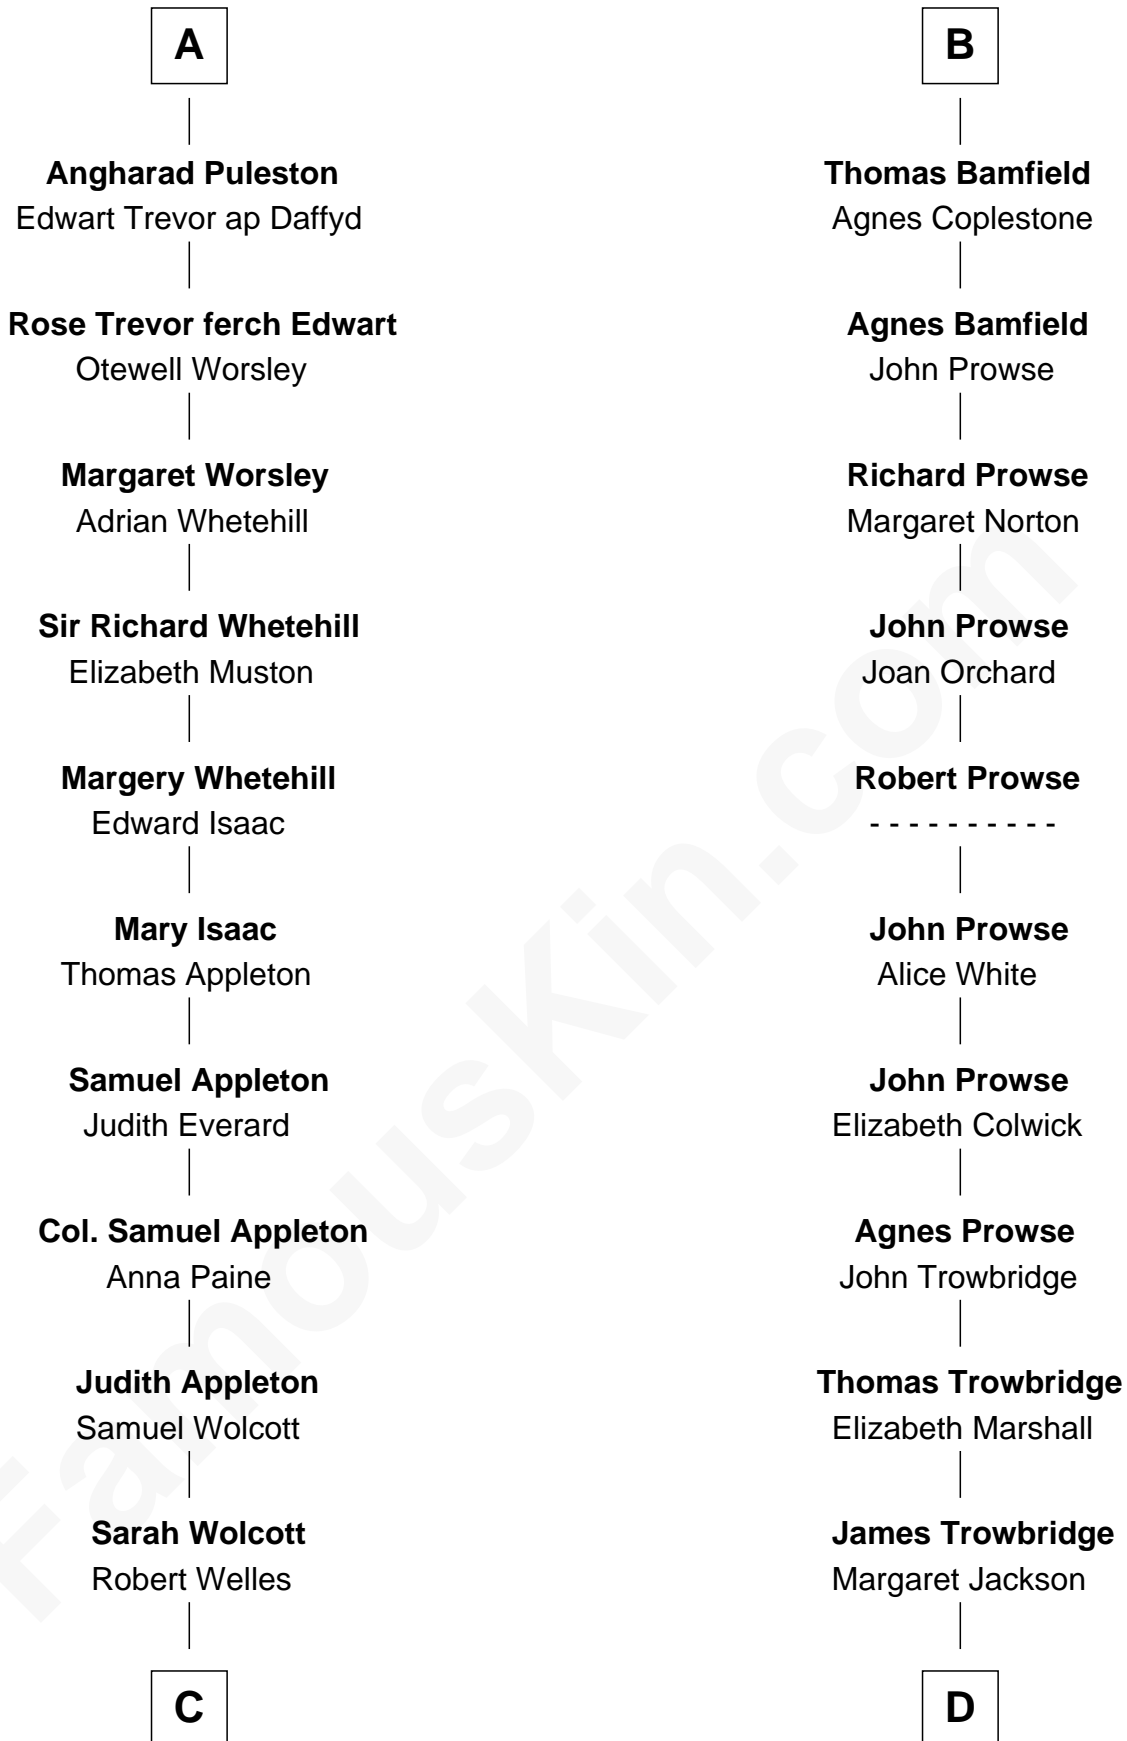 A
Angharad Puleston
Edwart Trevor ap Daffyd
Rose Trevor ferch Edwart
Otewell Worsley
Margaret Worsley
Adrian Whetehill
Sir Richard Whetehill
Elizabeth Muston
Margery Whetehill
Edward Isaac
Mary Isaac
Thomas Appleton
Samuel Appleton
Judith Everard
Col. Samuel Appleton
Anna Paine
Judith Appleton
Samuel Wolcott
Sarah Wolcott
Robert Welles
C
B
Thomas Bamfield
Agnes Coplestone
Agnes Bamfield
John Prowse
Richard Prowse
Margaret Norton
John Prowse
Joan Orchard
Robert Prowse
- - - - - - - - - -
John Prowse
Alice White
John Prowse
Elizabeth Colwick
Agnes Prowse
John Trowbridge
Thomas Trowbridge
Elizabeth Marshall
James Trowbridge
Margaret Jackson
D
FamousKin.com